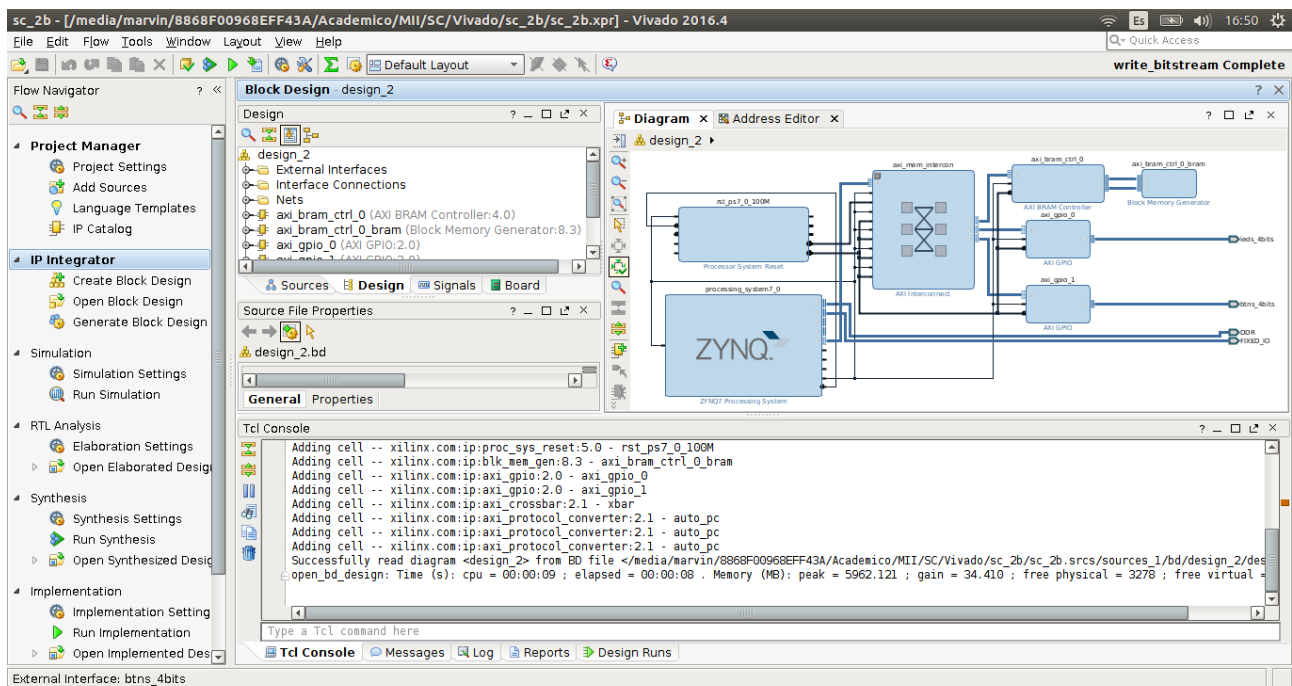 sc_2b - [/media/marvin/8868F00968EFF43A/Academico/MII/SC/Vivado/sc_2b/sc_2b.xpr] - Vivado 2016.4
Es
16:50
File Edit Flow Tools Window Layout View Help
Quick Access
Default Layout
write_bitstream Complete
Flow Navigator
Project Manager
Project Settings
Add Sources
Language Templates
IP Catalog
IP Integrator
Create Block Design
Open Block Design
Generate Block Design
Simulation
Simulation Settings
Run Simulation
RTL Analysis
Elaboration Settings
Open Elaborated Desig
Synthesis
Synthesis Settings
Run Synthesis
Open Synthesized Desig
Implementation
Implementation Setting
Run Implementation
Open Implemented Des
Block Design - design_2
Design
design_2
External Interfaces
Interface Connections
Nets
axi_bram_ctrl_0 (AXI BRAM Controller:4.0)
axi_bram_ctrl_0_bram (Block Memory Generator:8.3)
axi_gpio_0 (AXI GPIO:2.0)
axi_gpio_1 (AXI GPIO:2.0)
Sources Design Signals Board
Source File Properties
design_2.bd
General Properties
Diagram Address Editor
design_2
rst_ps7_0_100M
Processor System Reset
processing_system7_0
ZYNQ
ZYNQ7 Processing System
axi_mem_intercon
AXI Interconnect
axi_bram_ctrl_0
AXI BRAM Controller
axi_bram_ctrl_0_bram
Block Memory Generator
axi_gpio_0
AXI GPIO
leds_4bits
axi_gpio_1
AXI GPIO
btns_4bits
DDR
FIXED_IO
Tcl Console
Adding cell -- xilinx.com:ip:proc_sys_reset:5.0 - rst_ps7_0_100M
Adding cell -- xilinx.com:ip:blk_mem_gen:8.3 - axi_bram_ctrl_0_bram
Adding cell -- xilinx.com:ip:axi_gpio:2.0 - axi_gpio_0
Adding cell -- xilinx.com:ip:axi_gpio:2.0 - axi_gpio_1
Adding cell -- xilinx.com:ip:axi_crossbar:2.1 - xbar
Adding cell -- xilinx.com:ip:axi_protocol_converter:2.1 - auto_pc
Adding cell -- xilinx.com:ip:axi_protocol_converter:2.1 - auto_pc
Adding cell -- xilinx.com:ip:axi_protocol_converter:2.1 - auto_pc
Successfully read diagram <design_2> from BD file </media/marvin/8868F00968EFF43A/Academico/MII/SC/Vivado/sc_2b/sc_2b.srcs/sources_1/bd/design_2/des
open_bd_design: Time (s): cpu = 00:00:09 ; elapsed = 00:00:08 . Memory (MB): peak = 5962.121 ; gain = 34.410 ; free physical = 3278 ; free virtual =
Type a Tcl command here
Tcl Console Messages Log Reports Design Runs
External Interface: btns_4bits